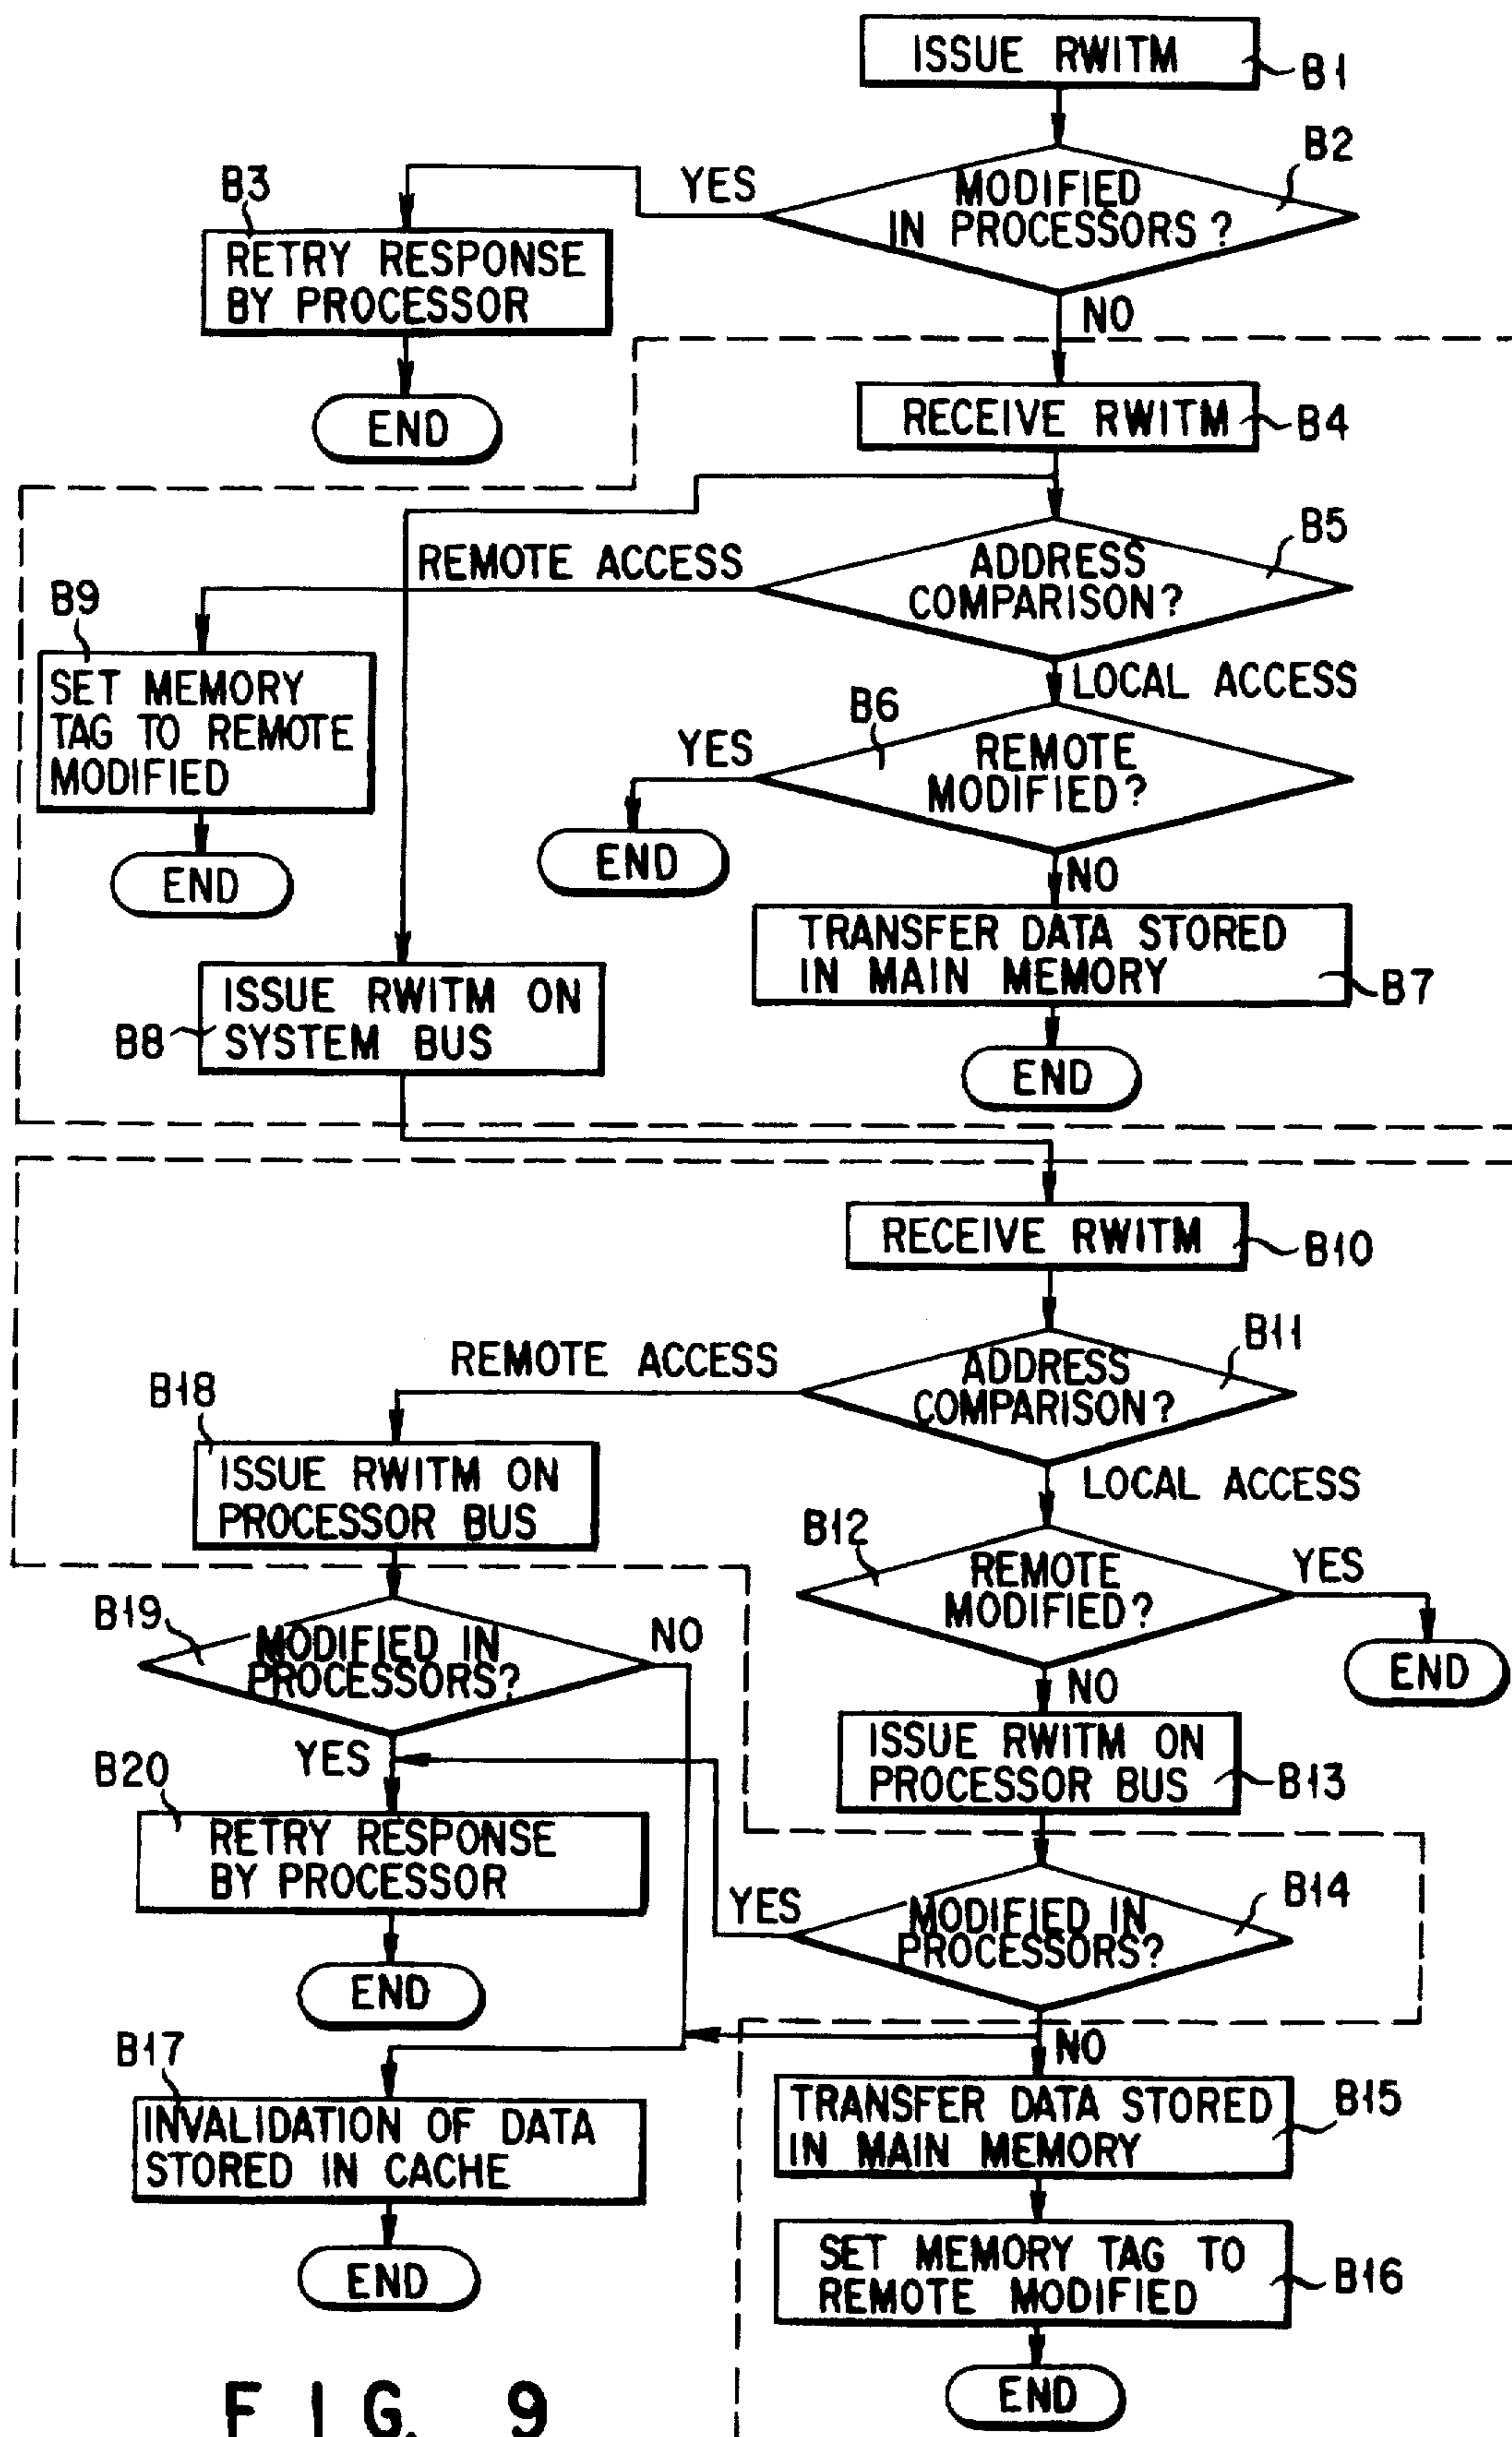 ISSUE RWITM
B1
B2
MODIFIED
IN PROCESSORS?
YES
NO
B3
RETRY RESPONSE
BY PROCESSOR
END
RECEIVE RWITM
B4
B5
ADDRESS
COMPARISON?
REMOTE ACCESS
LOCAL ACCESS
B9
SET MEMORY
TAG TO REMOTE
MODIFIED
END
B6
REMOTE
MODIFIED?
YES
END
NO
TRANSFER DATA STORED
IN MAIN MEMORY
B7
END
B8
ISSUE RWITM ON
SYSTEM BUS
RECEIVE RWITM
B10
B11
ADDRESS
COMPARISON?
REMOTE ACCESS
LOCAL ACCESS
B18
ISSUE RWITM ON
PROCESSOR BUS
B12
REMOTE
MODIFIED?
YES
END
NO
B19
MODIFIED IN
PROCESSORS?
NO
YES
ISSUE RWITM ON
PROCESSOR BUS
B13
B20
RETRY RESPONSE
BY PROCESSOR
END
B14
MODIFIED IN
PROCESSORS?
YES
NO
B17
INVALIDATION OF DATA
STORED IN CACHE
END
TRANSFER DATA STORED
IN MAIN MEMORY
B15
SET MEMORY TAG TO
REMOTE MODIFIED
B16
END
FIG. 9